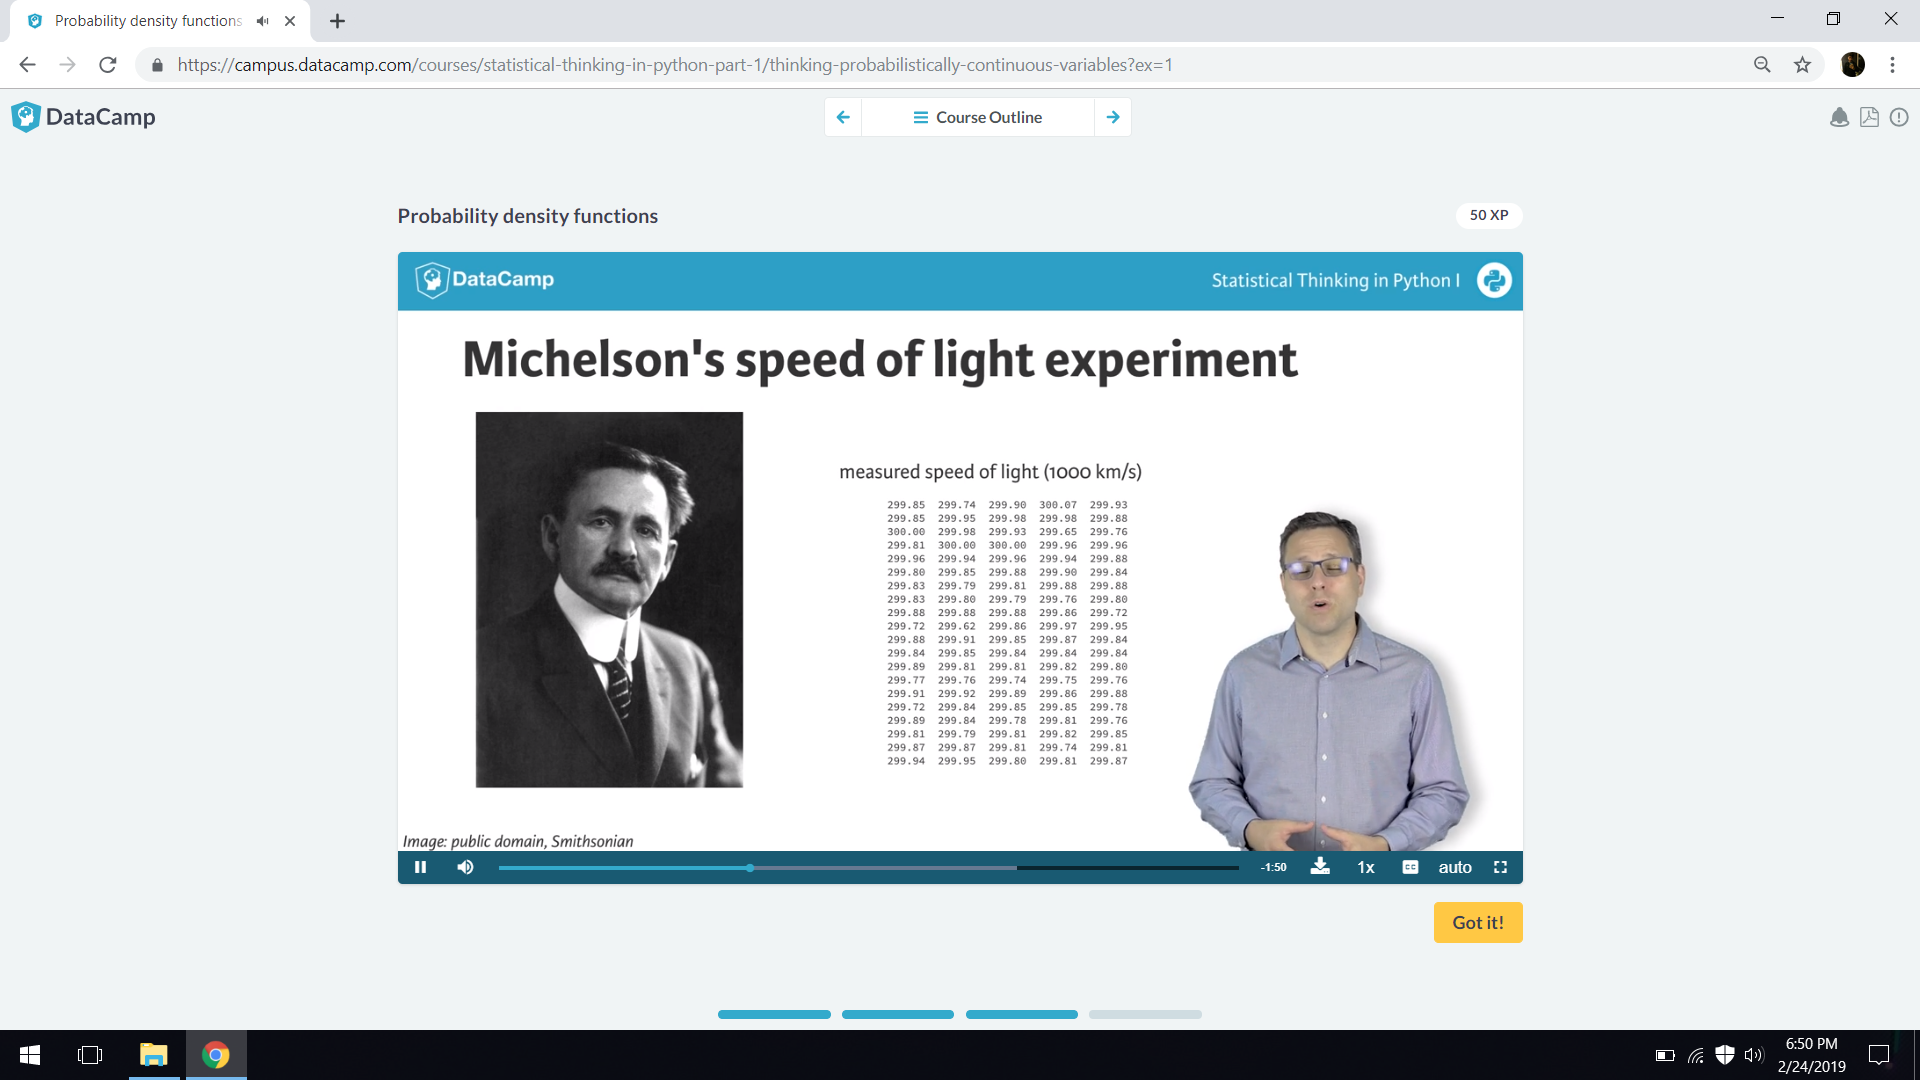 Probability density functions
https://campus.datacamp.com/courses/statistical-thinking-in-python-part-1/thinking-probabilistically-continuous-variables?ex=1
DataCamp
Course Outline
Probability density functions
50 XP
DataCamp
Statistical Thinking in Python I
Michelson's speed of light experiment
measured speed of light (1000 km/s)
299.85 299.74 299.90 300.07 299.93
299.85 299.95 299.98 299.98 299.88
300.00 299.98 299.93 299.65 299.76
299.81 300.00 300.00 299.96 299.96
299.96 299.94 299.96 299.94 299.88
299.80 299.85 299.88 299.90 299.84
299.83 299.79 299.81 299.88 299.88
299.83 299.80 299.79 299.76 299.80
299.88 299.88 299.88 299.86 299.72
299.72 299.62 299.86 299.97 299.95
299.88 299.91 299.85 299.87 299.84
299.84 299.85 299.84 299.84 299.84
299.89 299.81 299.81 299.82 299.80
299.77 299.76 299.74 299.75 299.76
299.91 299.92 299.89 299.86 299.88
299.72 299.84 299.85 299.85 299.78
299.89 299.84 299.78 299.81 299.76
299.81 299.79 299.81 299.82 299.85
299.87 299.87 299.81 299.74 299.81
299.94 299.95 299.80 299.81 299.87
Image: public domain, Smithsonian
-1:50
1x
CC
auto
Got it!
6:50 PM
2/24/2019